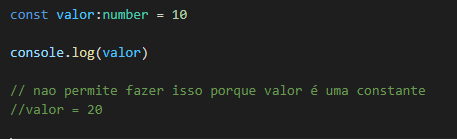 const valor:number = 10
console.log(valor)
// nao permite fazer isso porque valor é uma constante
//valor = 20